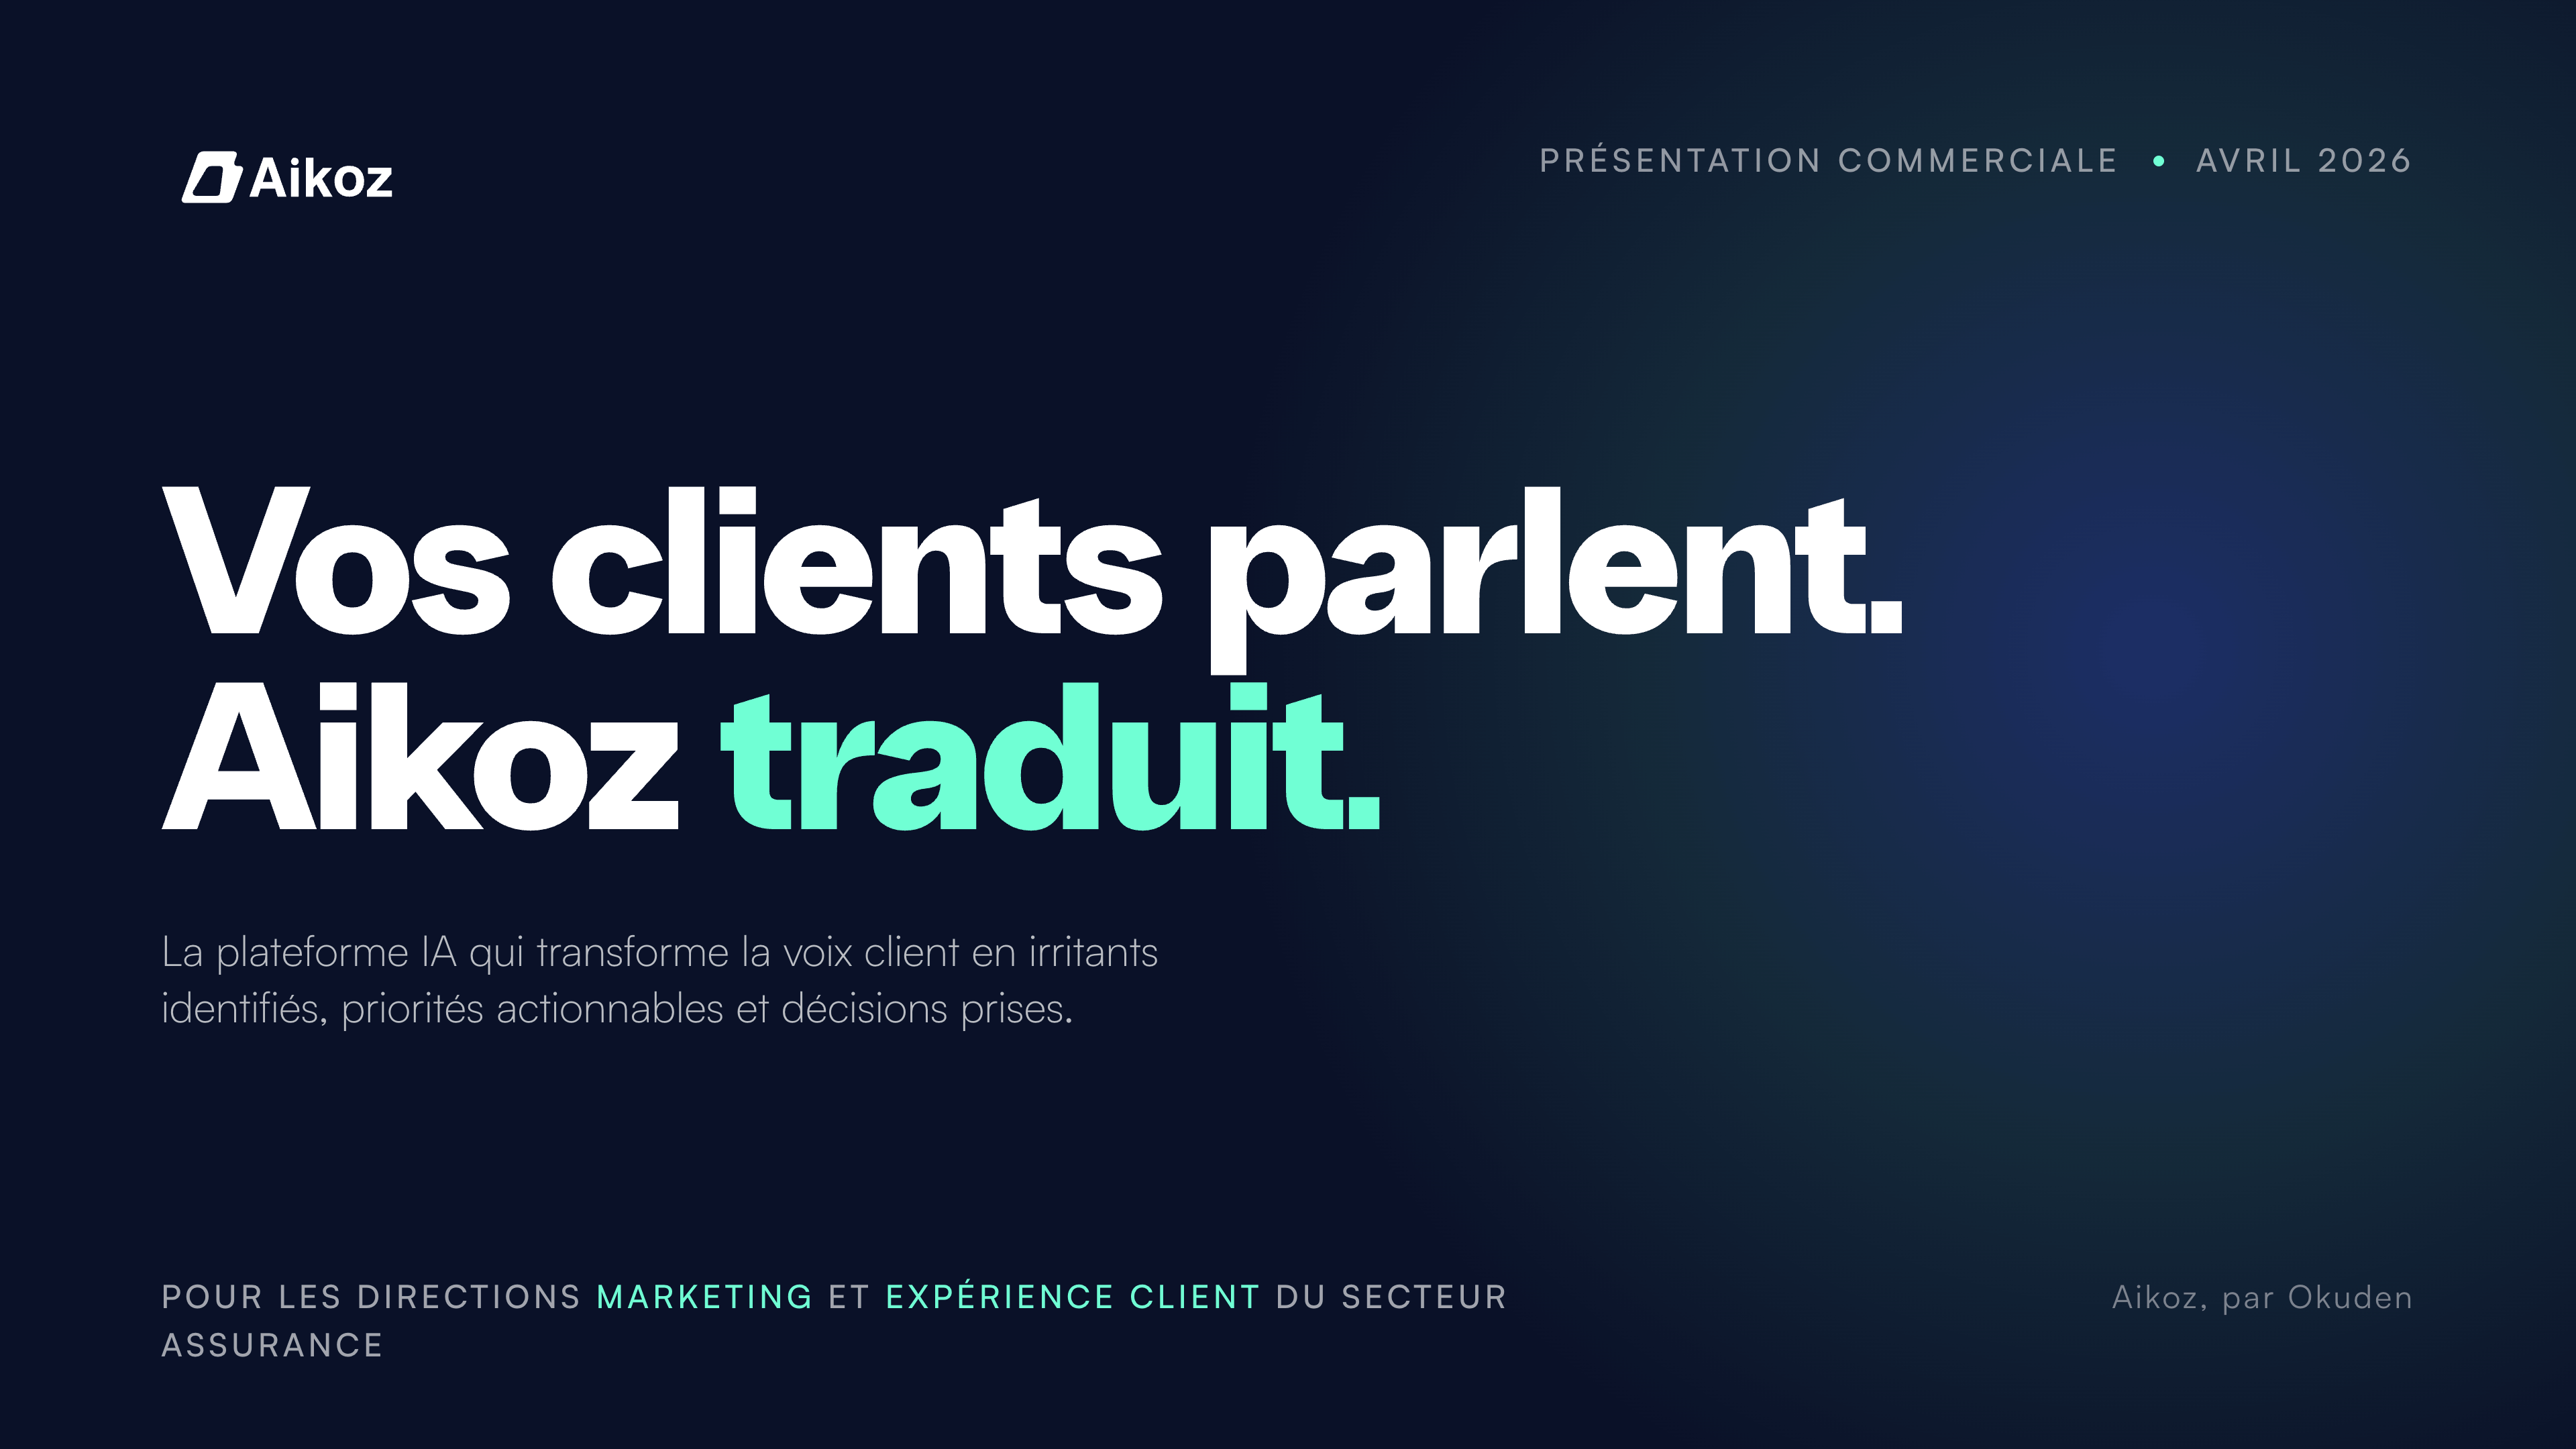 Aikoz
PRÉSENTATION COMMERCIALE • AVRIL 2026
Vos clients parlent.
Aikoz traduit.
La plateforme IA qui transforme la voix client en irritants
identifiés, priorités actionnables et décisions prises.
POUR LES DIRECTIONS MARKETING ET EXPÉRIENCE CLIENT DU SECTEUR
ASSURANCE
Aikoz, par Okuden